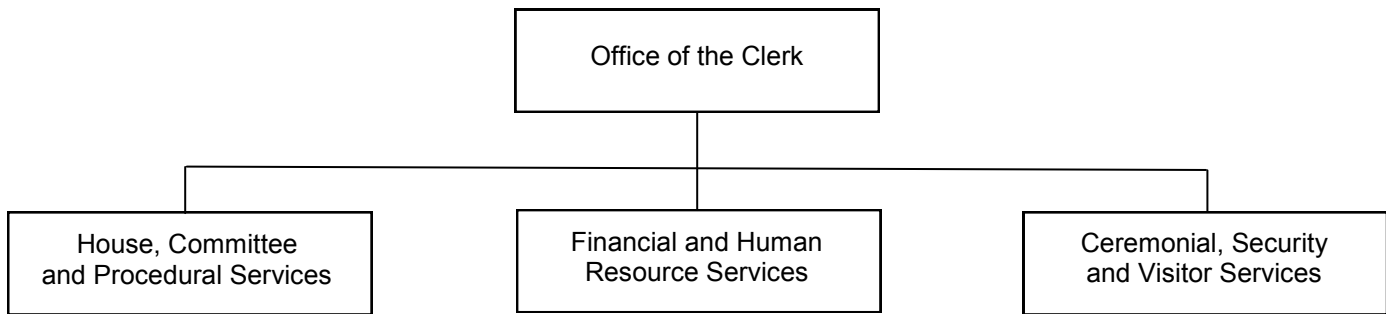 Office of the Clerk
House, Committee
and Procedural Services
Financial and Human
Resource Services
Ceremonial, Security
and Visitor Services